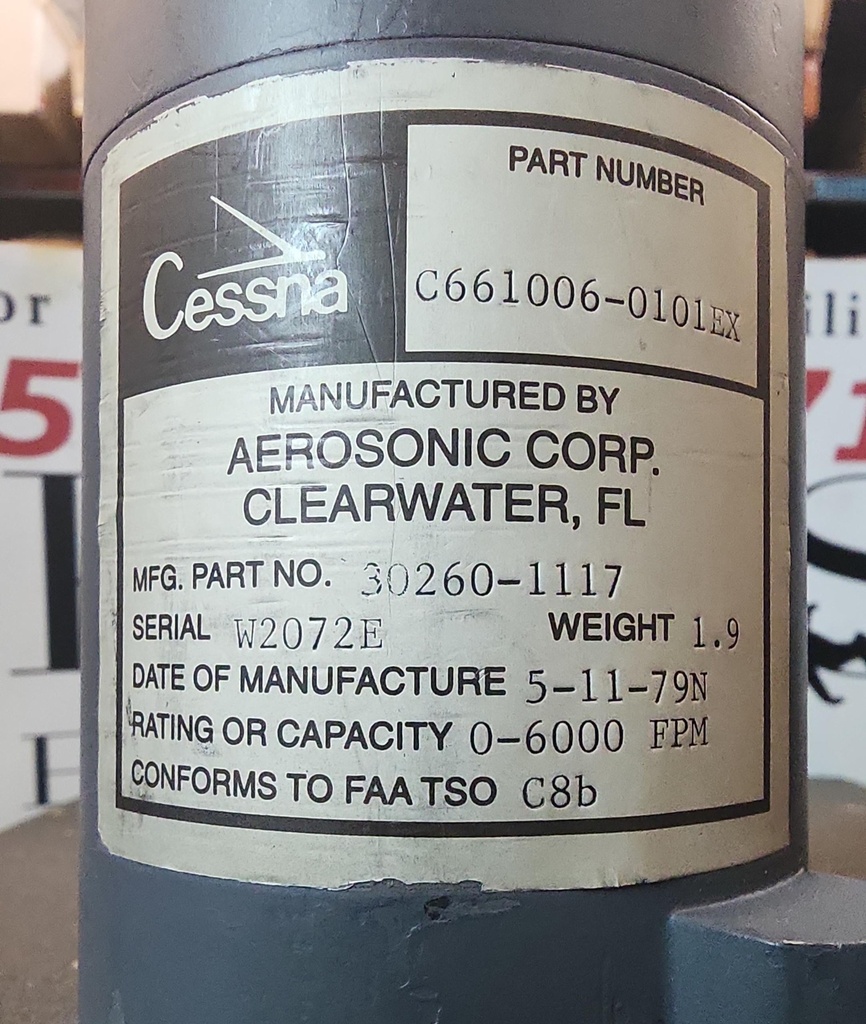 Cessna
PART NUMBER
C661006-0101EX
MANUFACTURED BY
AEROSONIC CORP.
CLEARWATER, FL
MFG. PART NO. 30260-1117
SERIAL W2072E WEIGHT 1.9
DATE OF MANUFACTURE 5-11-79N
RATING OR CAPACITY 0-6000 FPM
CONFORMS TO FAA TSO C8b